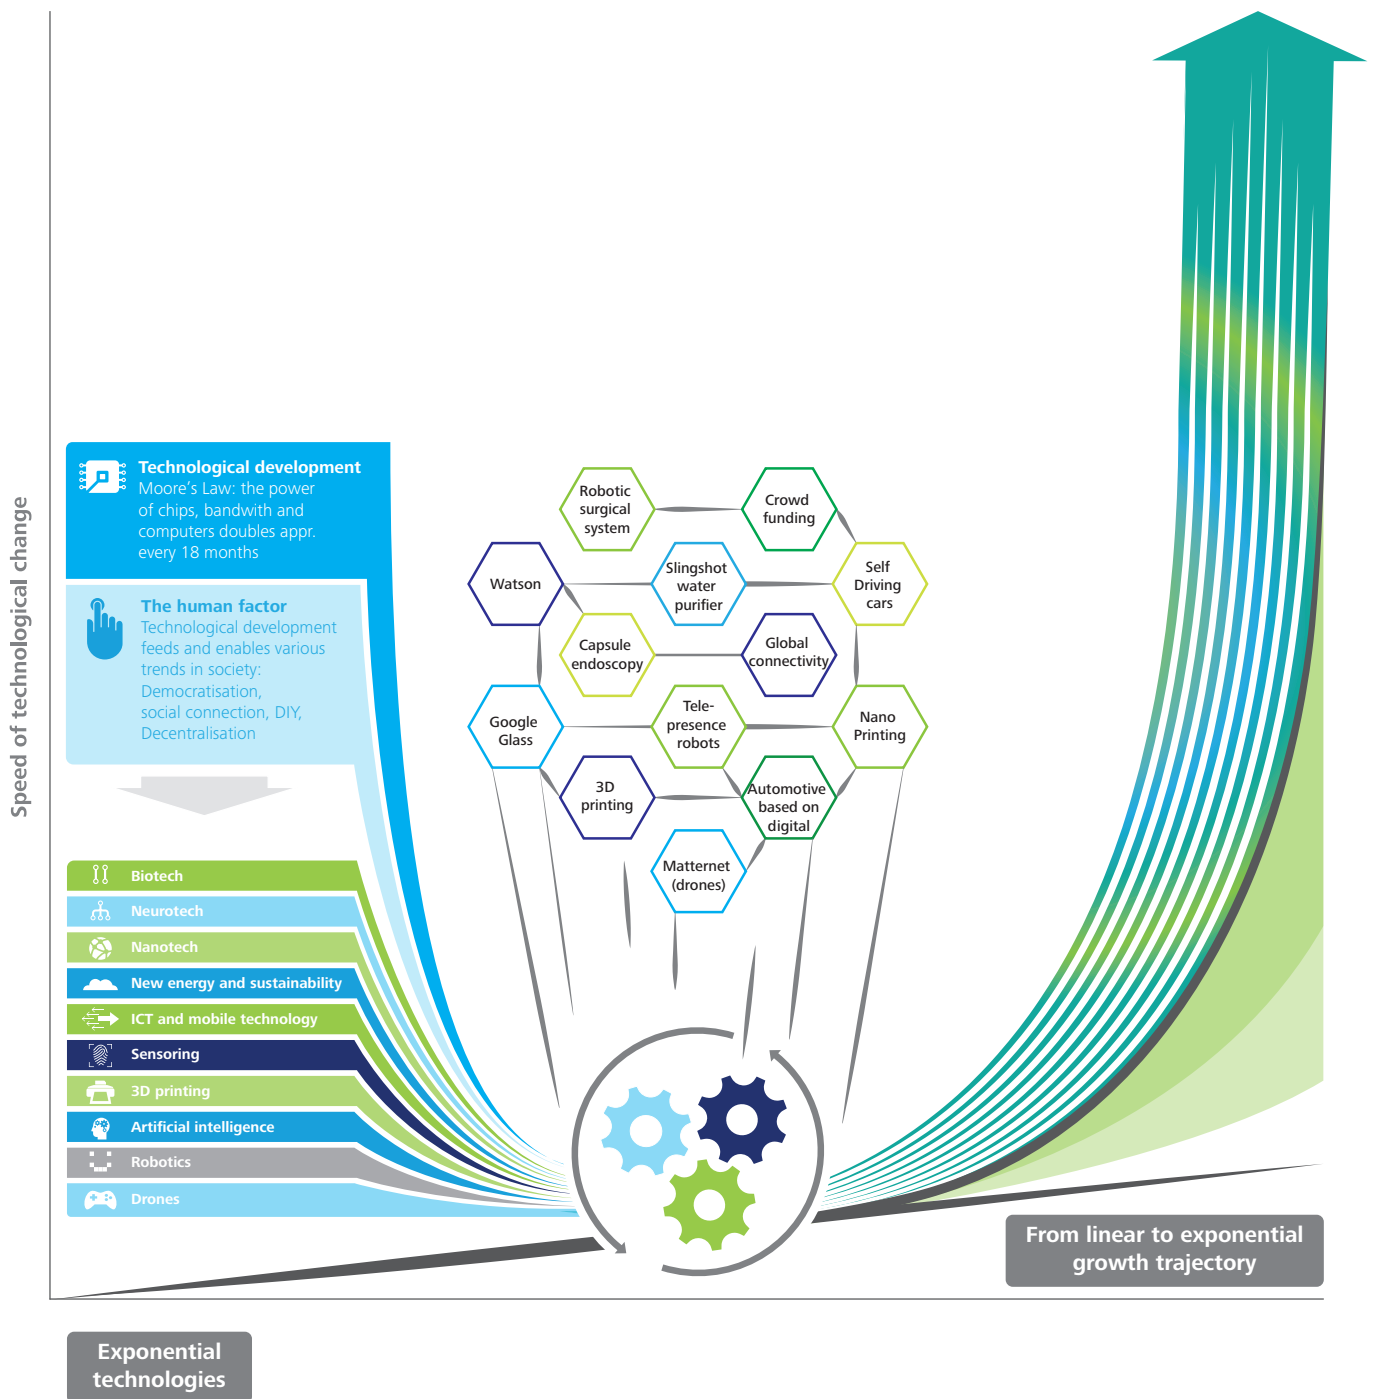 Speed of technological change
Technological development
Moore's Law: the power
of chips, bandwith and
computers doubles appr.
every 18 months
The human factor
Technological development
feeds and enables various
trends in society:
Democratisation,
social connection, DIY,
Decentralisation
Biotech
Neurotech
Nanotech
New energy and sustainability
ICT and mobile technology
Sensoring
3D printing
Artificial intelligence
Robotics
Drones
Robotic
surgical
system
Crowd
funding
Watson
Slingshot
water
purifier
Self
Driving
cars
Capsule
endoscopy
Global
connectivity
Google
Glass
Tele-
presence
robots
Nano
Printing
3D
printing
Automotive
based on
digital
Matternet
(drones)
From linear to exponential
growth trajectory
Exponential
technologies